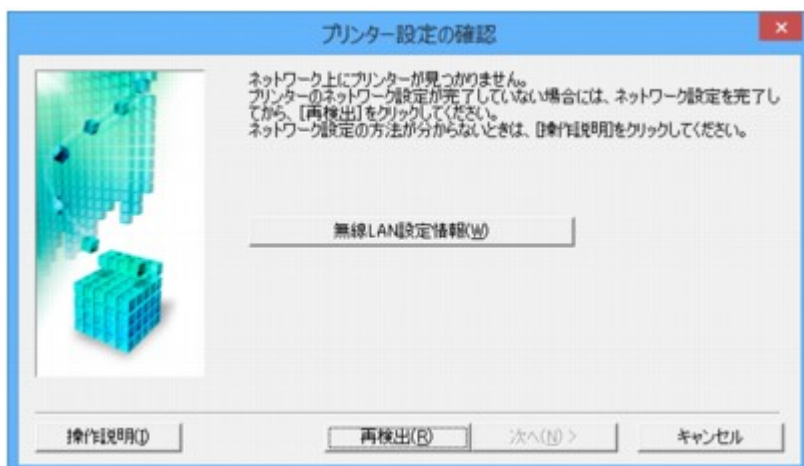 プリンター設定の確認
ネットワーク上にプリンターが見つかりません。
プリンターのネットワーク設定が完了していない場合には、ネットワーク設定を完了し
てから、[再検出]をクリックしてください。
ネットワーク設定の方法が分からないときは、[操作説明]をクリックしてください。
無線LAN設定情報(W)
操作説明(I)
再検出(R)
次へ(N) >
キャンセル